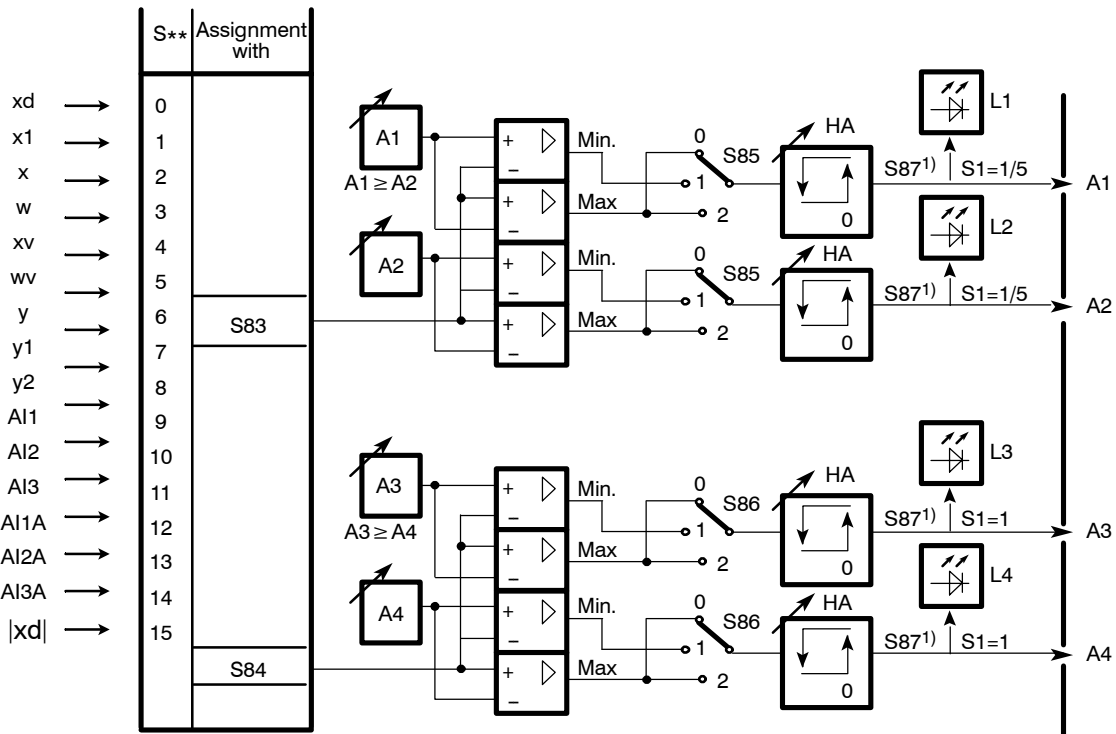 S** Assignment with
xd 0
x1 1
x 2
w 3
xv 4
wv 5
y 6
y1 7
y2 8
AI1 9
AI2 10
AI3 11
AI1A 12
AI2A 13
AI3A 14
|xd| 15
S83
S84
A1
A1 ≥ A2
+ Min.
−
+ Max
−
0
1
2
S85
HA
0
L1
S87¹⁾ S1=1/5
A1
A2
+ Min.
−
+ Max
−
0
1
2
S85
HA
0
L2
S87¹⁾ S1=1/5
A2
A3
A3 ≥ A4
+ Min.
−
+ Max
−
0
1
2
S86
HA
0
L3
S87¹⁾ S1=1
A3
A4
+ Min.
−
+ Max
−
0
1
2
S86
HA
0
L4
S87¹⁾ S1=1
A4